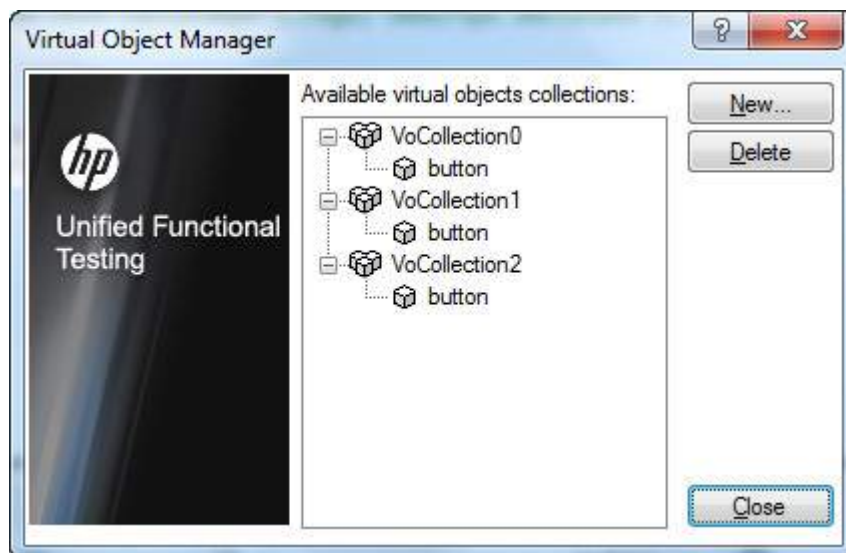 Virtual Object Manager
?
X
hp
Unified Functional
Testing
Available virtual objects collections:
VoCollection0
button
VoCollection1
button
VoCollection2
button
New...
Delete
Close